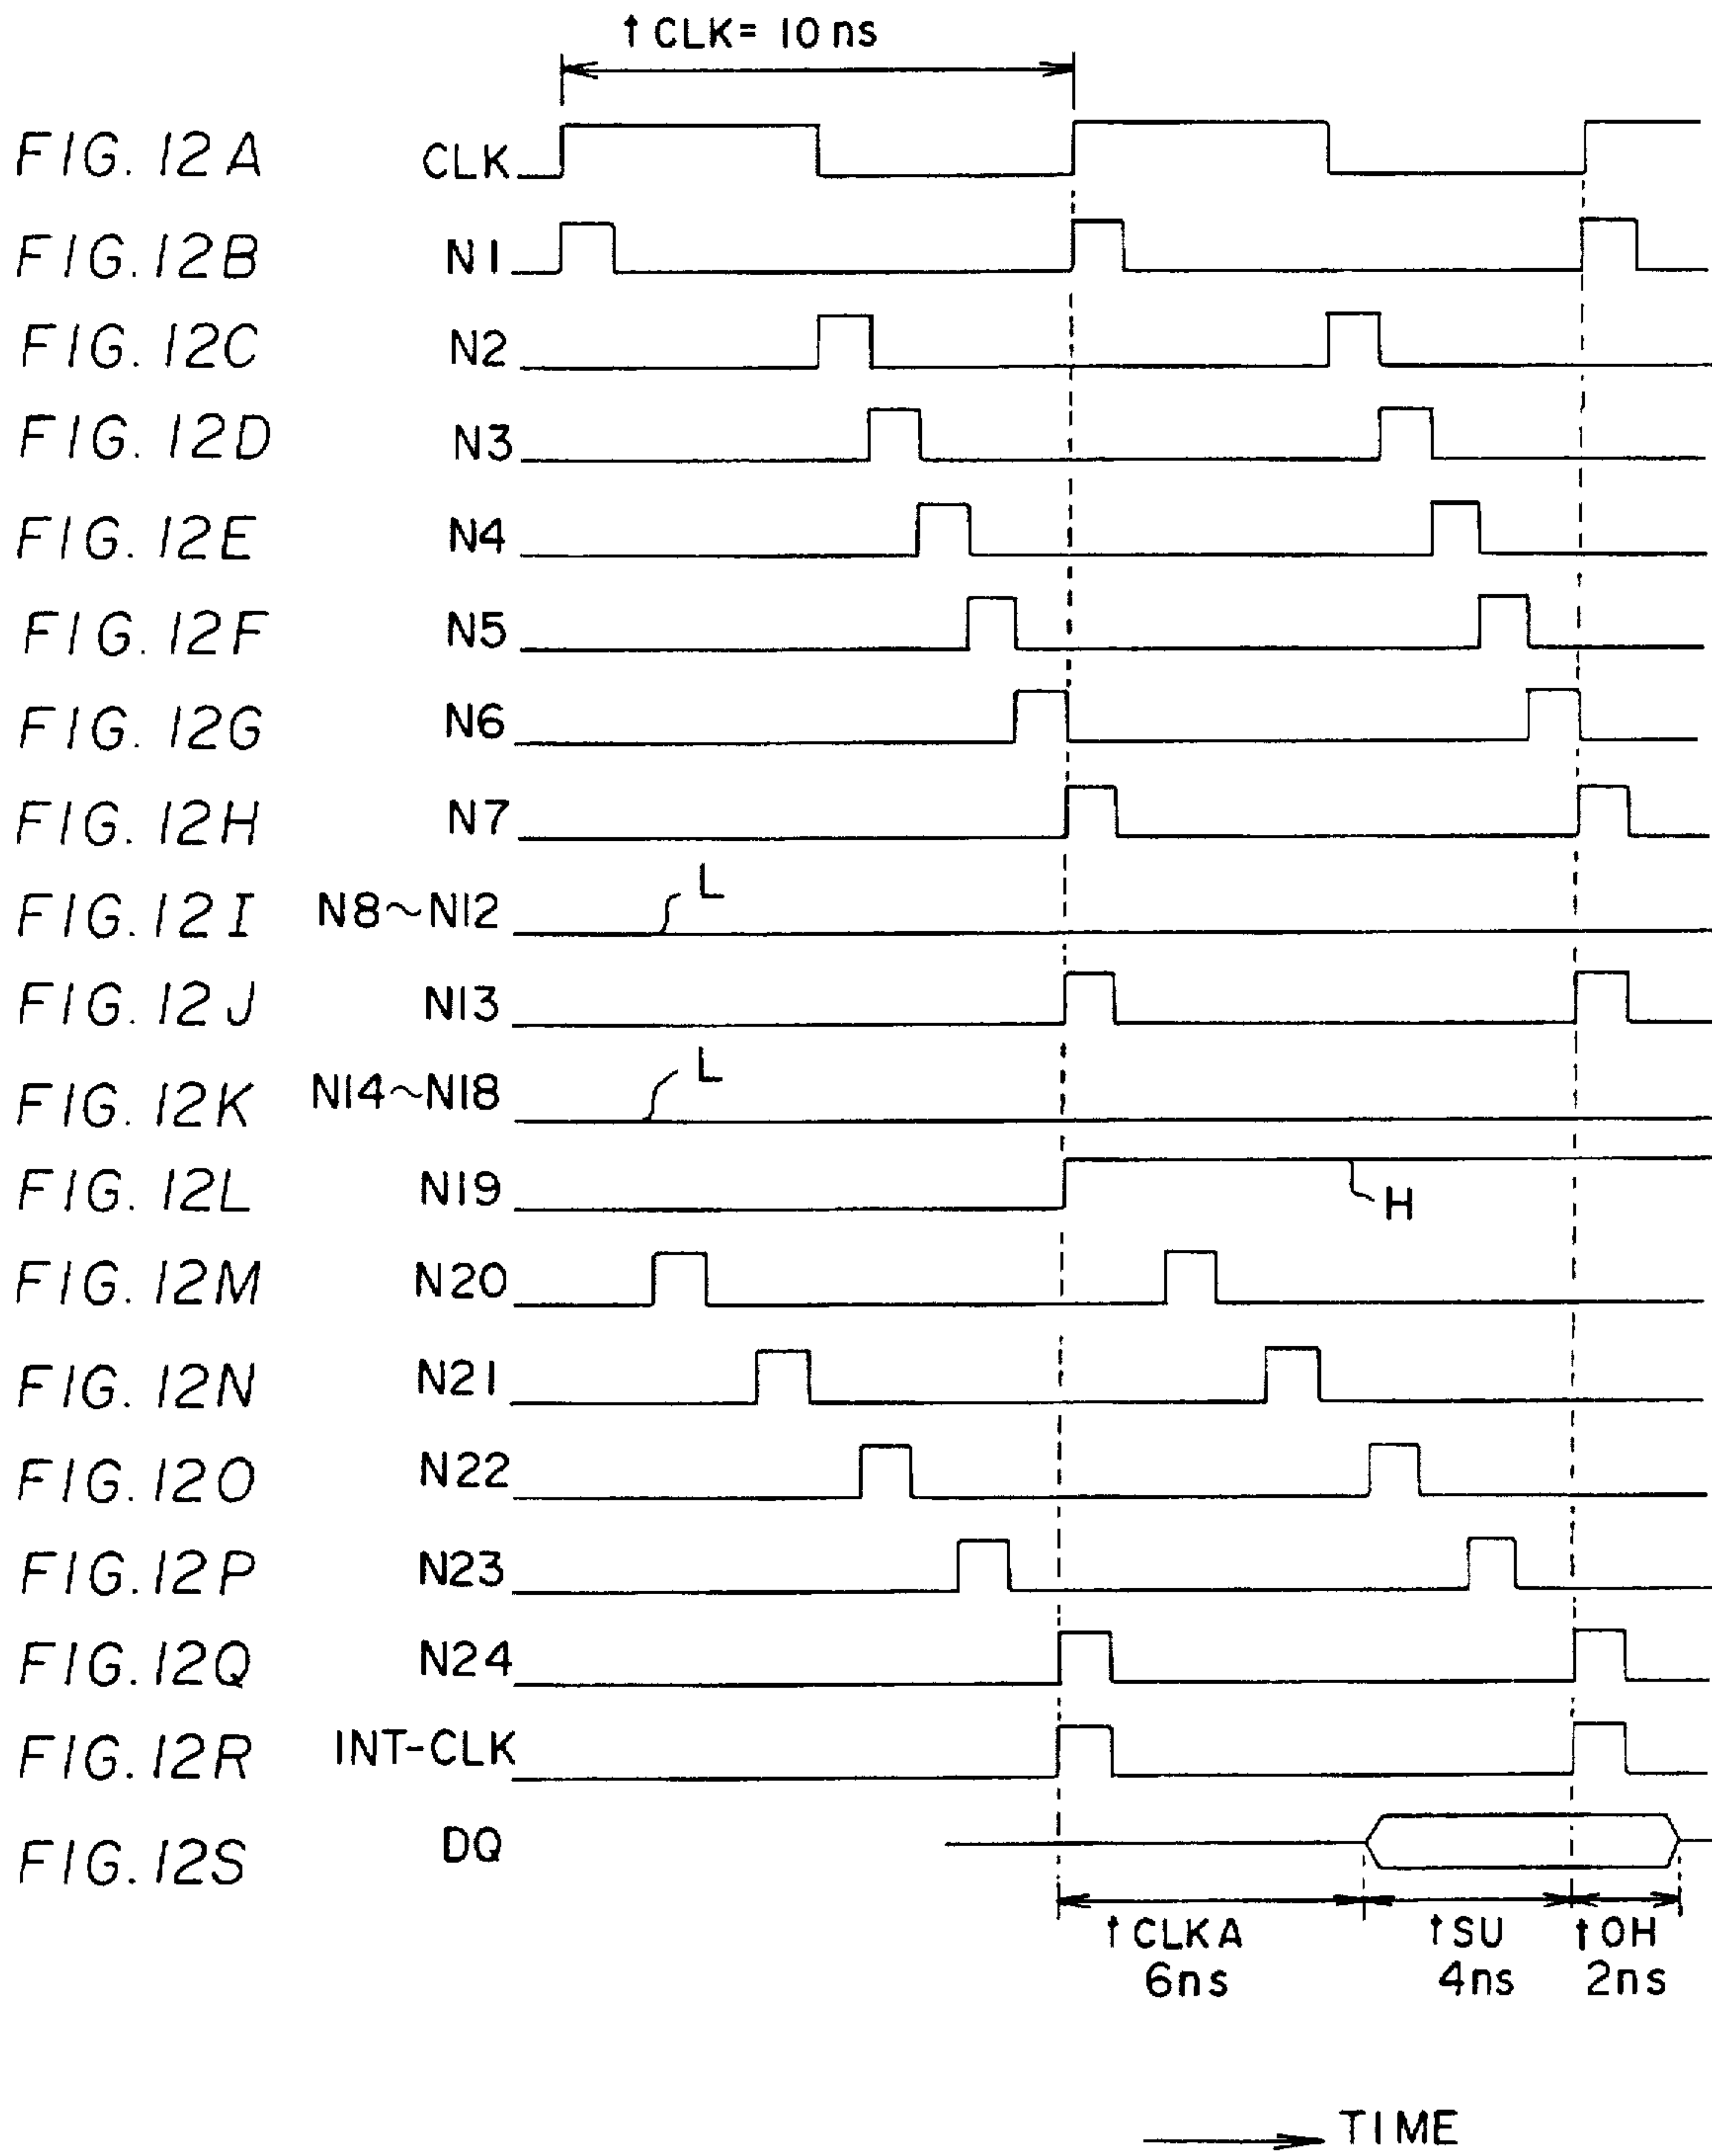 tCLK= 10ns
FIG. 12A CLK
FIG. 12B N1
FIG. 12C N2
FIG. 12D N3
FIG. 12E N4
FIG. 12F N5
FIG. 12G N6
FIG. 12H N7
FIG. 12I N8~N12 L
FIG. 12J N13
FIG. 12K N14~N18 L
FIG. 12L N19 H
FIG. 12M N20
FIG. 12N N21
FIG. 12O N22
FIG. 12P N23
FIG. 12Q N24
FIG. 12R INT-CLK
FIG. 12S DQ
tCLKA tSU tOH
6ns 4ns 2ns
TIME